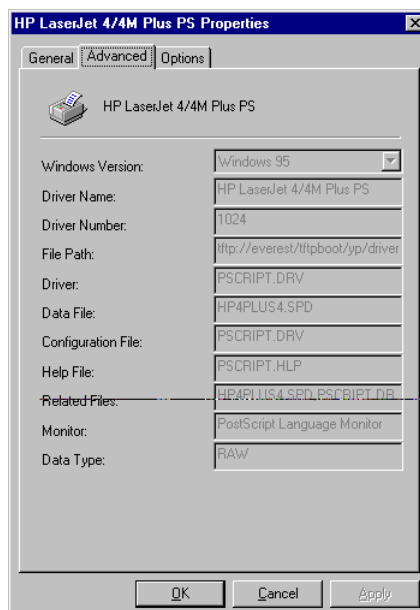 HP LaserJet 4/4M Plus PS Properties
General Advanced Options
HP LaserJet 4/4M Plus PS
Windows Version: Windows 95
Driver Name: HP LaserJet 4/4M Plus PS
Driver Number: 1024
File Path: tftp://everest/tftpboot/yp/driver
Driver: PSCRIPT.DRV
Data File: HP4PLUS4.SPD
Configuration File: PSCRIPT.DRV
Help File: PSCRIPT.HLP
Related Files: HP4PLUS4.SPD,PSCRIPT.DR
Monitor: PostScript Language Monitor
Data Type: RAW
OK Cancel Apply